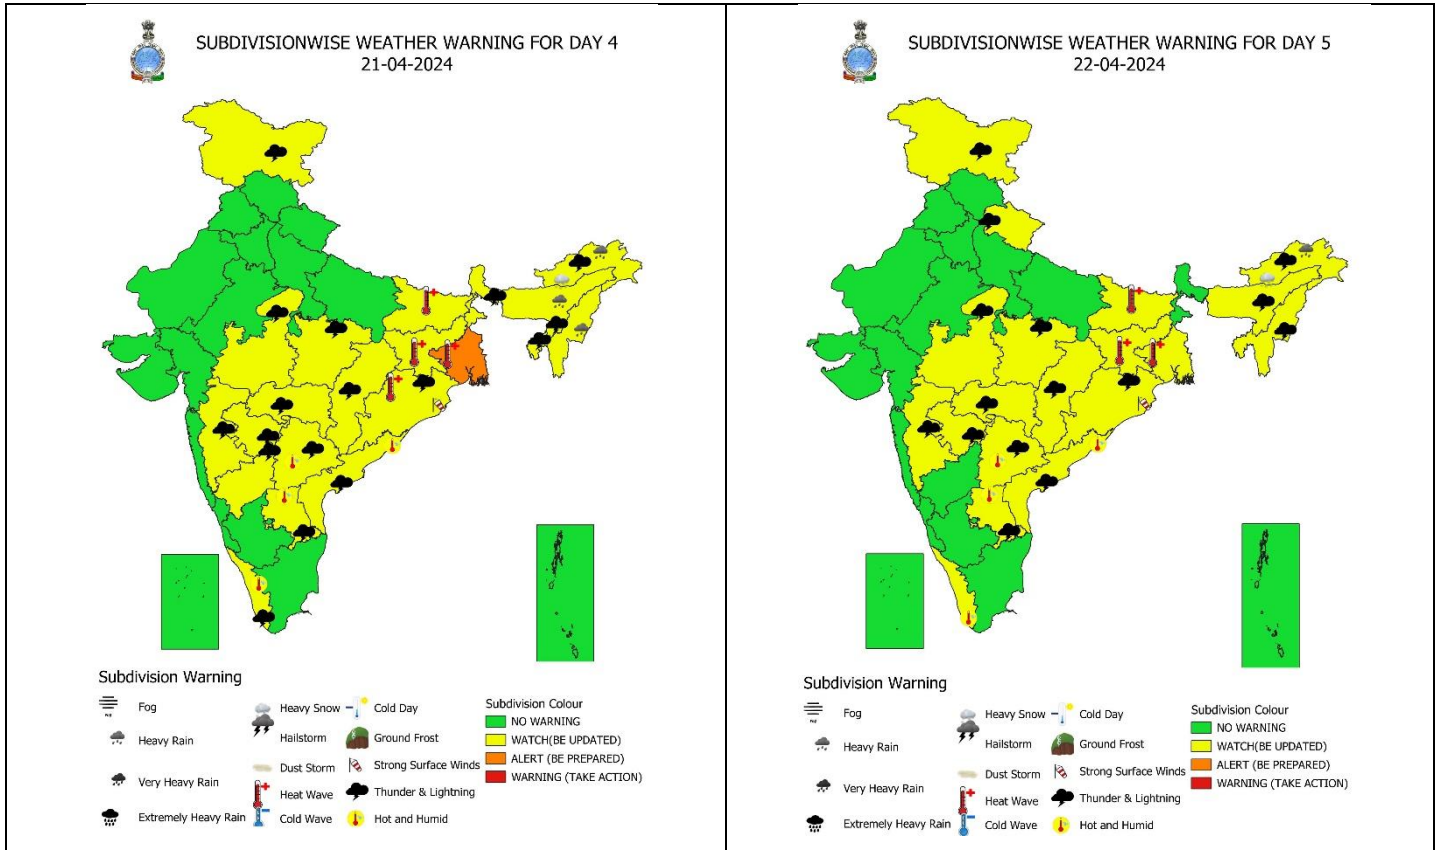 SUBDIVISIONWISE WEATHER WARNING FOR DAY 4
21-04-2024
Subdivision Warning
Fog
Heavy Rain
Very Heavy Rain
Extremely Heavy Rain
Heavy Snow
Hailstorm
Dust Storm
Heat Wave
Cold Wave
Cold Day
Ground Frost
Strong Surface Winds
Thunder & Lightning
Hot and Humid
Subdivision Colour
NO WARNING
WATCH(BE UPDATED)
ALERT (BE PREPARED)
WARNING (TAKE ACTION)
SUBDIVISIONWISE WEATHER WARNING FOR DAY 5
22-04-2024
Subdivision Warning
Fog
Heavy Rain
Very Heavy Rain
Extremely Heavy Rain
Heavy Snow
Hailstorm
Dust Storm
Heat Wave
Cold Wave
Cold Day
Ground Frost
Strong Surface Winds
Thunder & Lightning
Hot and Humid
Subdivision Colour
NO WARNING
WATCH(BE UPDATED)
ALERT (BE PREPARED)
WARNING (TAKE ACTION)